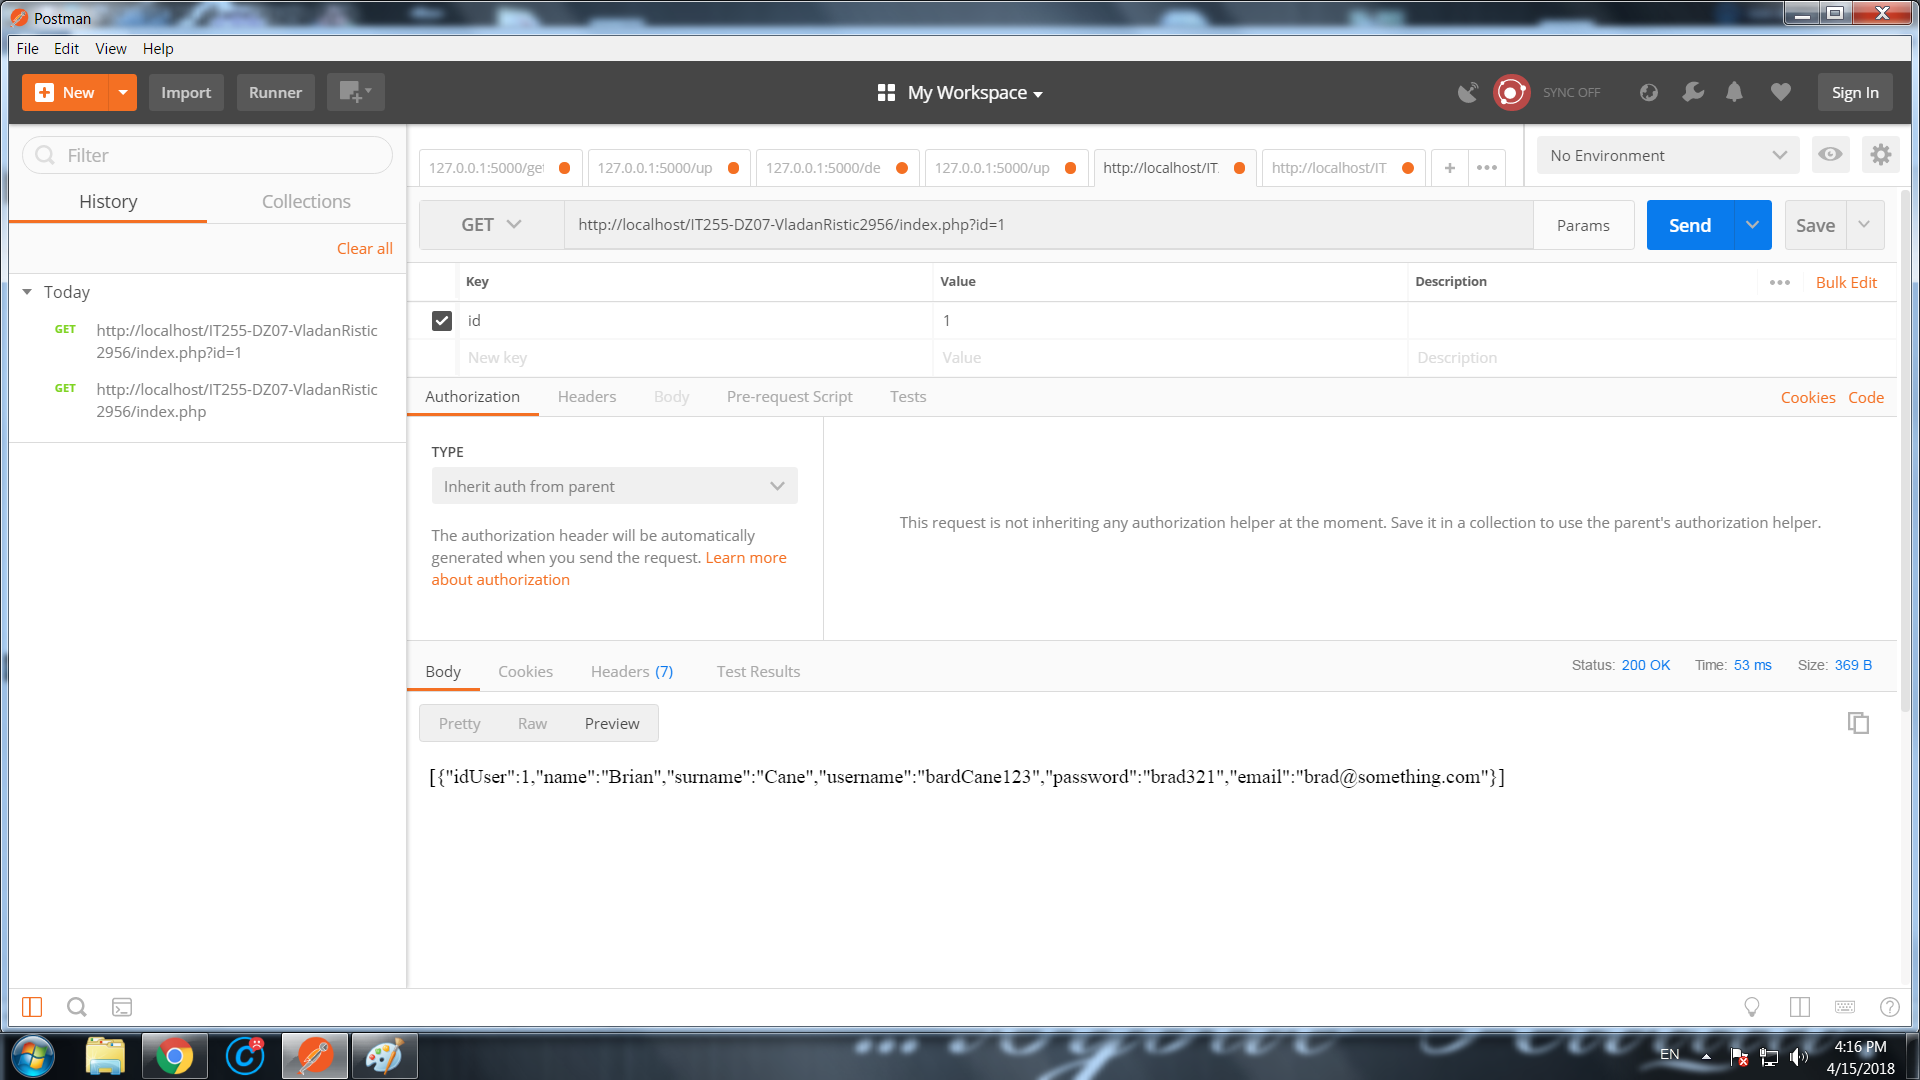 Postman
File Edit View Help
New Import Runner My Workspace SYNC OFF Sign In
Filter
History Collections
Clear all
Today
GET http://localhost/IT255-DZ07-VladanRistic
2956/index.php?id=1
GET http://localhost/IT255-DZ07-VladanRistic
2956/index.php
127.0.0.1:5000/get 127.0.0.1:5000/up 127.0.0.1:5000/de 127.0.0.1:5000/up http://localhost/IT. http://localhost/IT + ••• No Environment
GET http://localhost/IT255-DZ07-VladanRistic2956/index.php?id=1 Params Send Save
Key Value Description ••• Bulk Edit
id 1
New key Value Description
Authorization Headers Body Pre-request Script Tests Cookies Code
TYPE
Inherit auth from parent
The authorization header will be automatically
generated when you send the request. Learn more
about authorization
This request is not inheriting any authorization helper at the moment. Save it in a collection to use the parent's authorization helper.
Body Cookies Headers (7) Test Results Status: 200 OK Time: 53 ms Size: 369 B
Pretty Raw Preview
[{"idUser":1,"name":"Brian","surname":"Cane","username":"bardCane123","password":"brad321","email":"brad@something.com"}]
EN 4:16 PM
4/15/2018